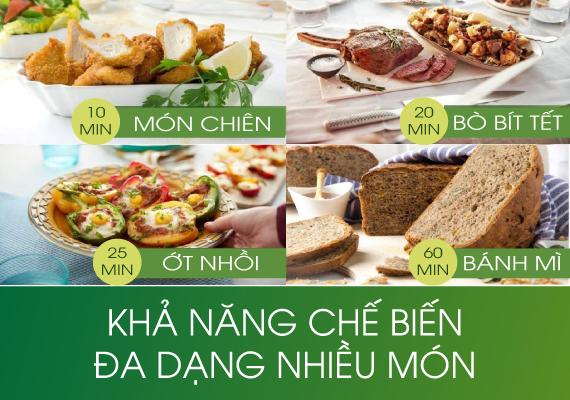 10
MIN
MÓN CHIÊN
20
MIN
BÒ BÍT TẾT
25
MIN
ỚT NHỒI
60
MIN
BÁNH MÌ
KHẢ NĂNG CHẾ BIẾN
ĐA DẠNG NHIỀU MÓN